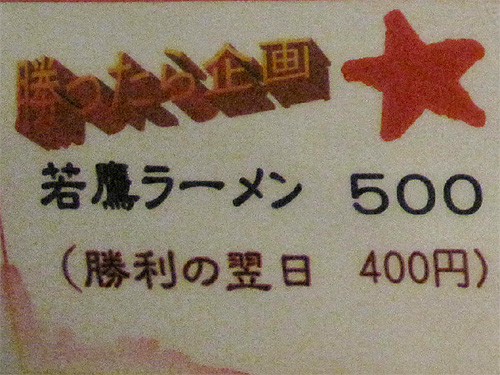 勝ったら企画
若鷹ラーメン 500
(勝利の翌日 400円)